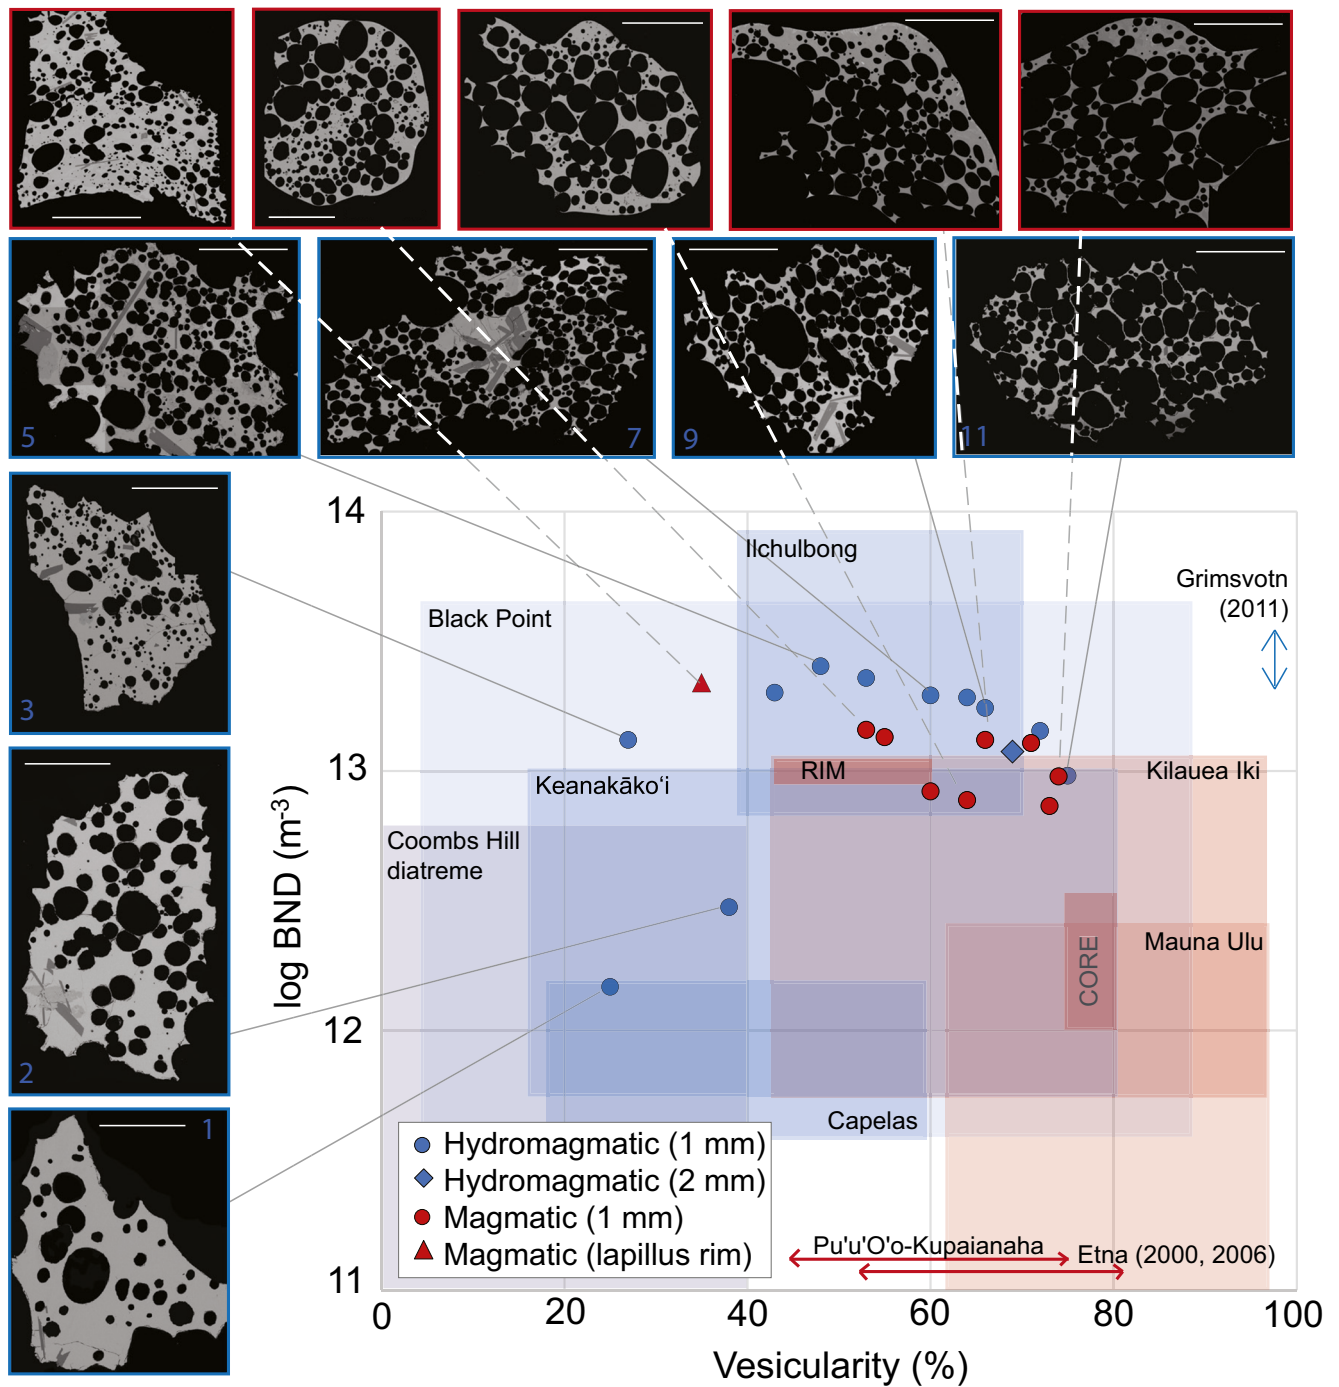 5
7
9
11
3
2
1
14
13
12
11
log BND (m-3)
Ilchulbong
Black Point
Grimsvotn
(2011)
RIM
Kilauea Iki
Keanakākoʻi
Coombs Hill
diatreme
CORE
Mauna Ulu
Capelas
Hydromagmatic (1 mm)
Hydromagmatic (2 mm)
Magmatic (1 mm)
Magmatic (lapillus rim)
Pu'u'O'o-Kupaianaha
Etna (2000, 2006)
0 20 40 60 80 100
Vesicularity (%)